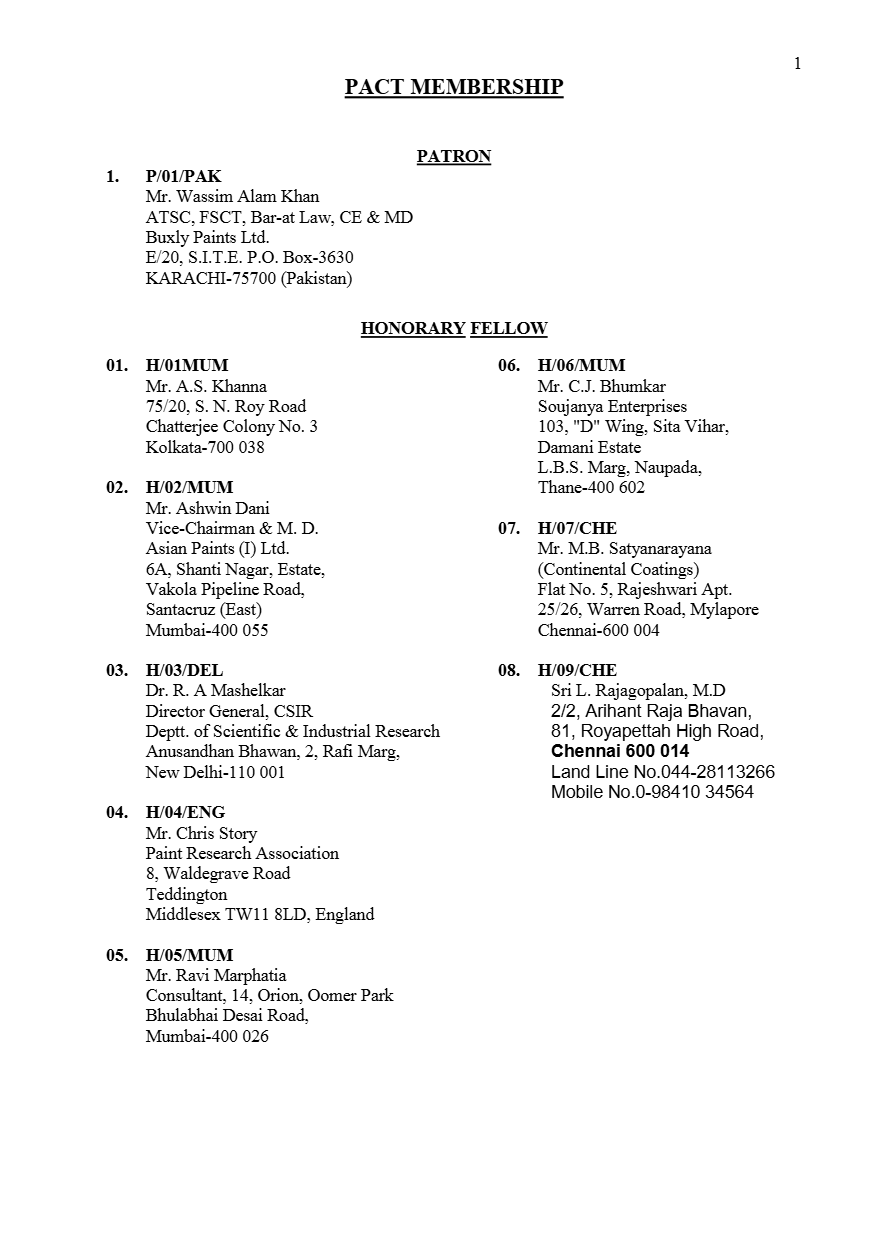 1
PACT MEMBERSHIP
PATRON
1. P/01/PAK
Mr. Wassim Alam Khan
ATSC, FSCT, Bar-at Law, CE & MD
Buxly Paints Ltd.
E/20, S.I.T.E. P.O. Box-3630
KARACHI-75700 (Pakistan)
HONORARY FELLOW
01. H/01MUM
Mr. A.S. Khanna
75/20, S. N. Roy Road
Chatterjee Colony No. 3
Kolkata-700 038
02. H/02/MUM
Mr. Ashwin Dani
Vice-Chairman & M. D.
Asian Paints (I) Ltd.
6A, Shanti Nagar, Estate,
Vakola Pipeline Road,
Santacruz (East)
Mumbai-400 055
03. H/03/DEL
Dr. R. A Mashelkar
Director General, CSIR
Deptt. of Scientific & Industrial Research
Anusandhan Bhawan, 2, Rafi Marg,
New Delhi-110 001
04. H/04/ENG
Mr. Chris Story
Paint Research Association
8, Waldegrave Road
Teddington
Middlesex TW11 8LD, England
05. H/05/MUM
Mr. Ravi Marphatia
Consultant, 14, Orion, Oomer Park
Bhulabhai Desai Road,
Mumbai-400 026
06. H/06/MUM
Mr. C.J. Bhumkar
Soujanya Enterprises
103, "D" Wing, Sita Vihar,
Damani Estate
L.B.S. Marg, Naupada,
Thane-400 602
07. H/07/CHE
Mr. M.B. Satyanarayana
(Continental Coatings)
Flat No. 5, Rajeshwari Apt.
25/26, Warren Road, Mylapore
Chennai-600 004
08. H/09/CHE
Sri L. Rajagopalan, M.D
2/2, Arihant Raja Bhavan,
81, Royapettah High Road,
Chennai 600 014
Land Line No.044-28113266
Mobile No.0-98410 34564